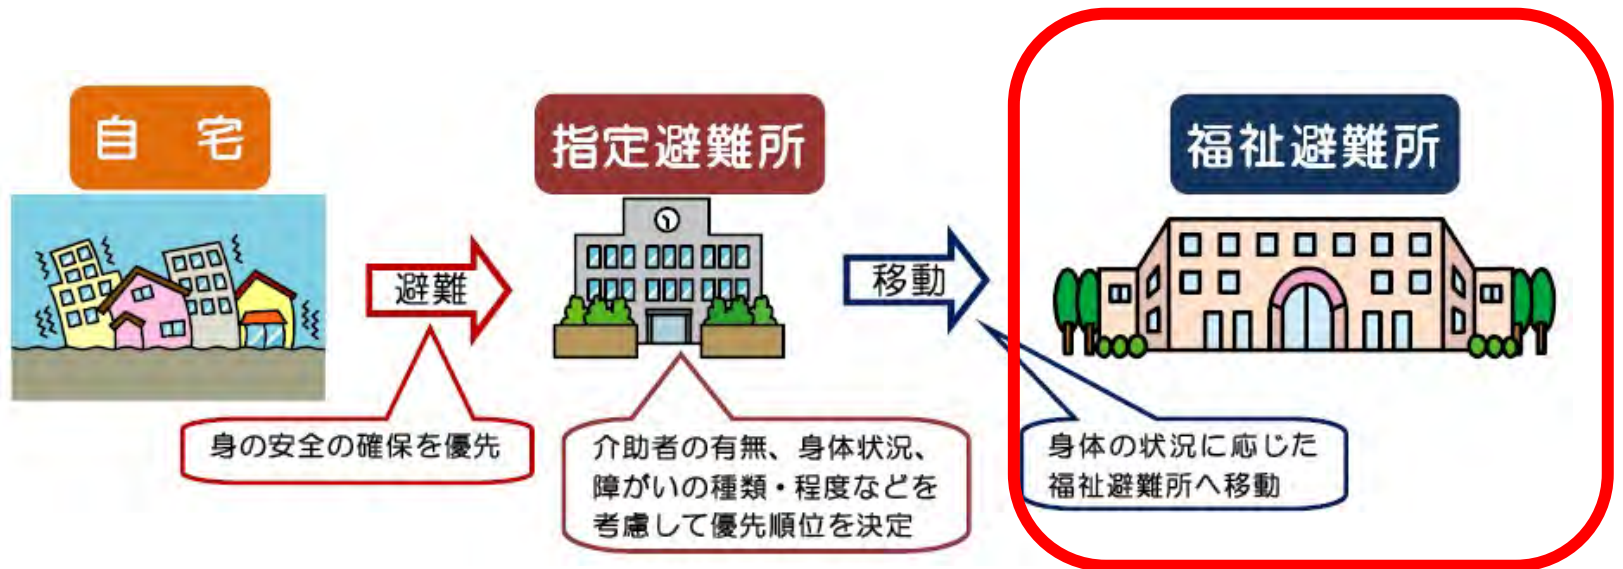 自 宅
指定避難所
福祉避難所
避難
移動
身の安全の確保を優先
介助者の有無、身体状況、
障がいの種類・程度などを
考慮して優先順位を決定
身体の状況に応じた
福祉避難所へ移動